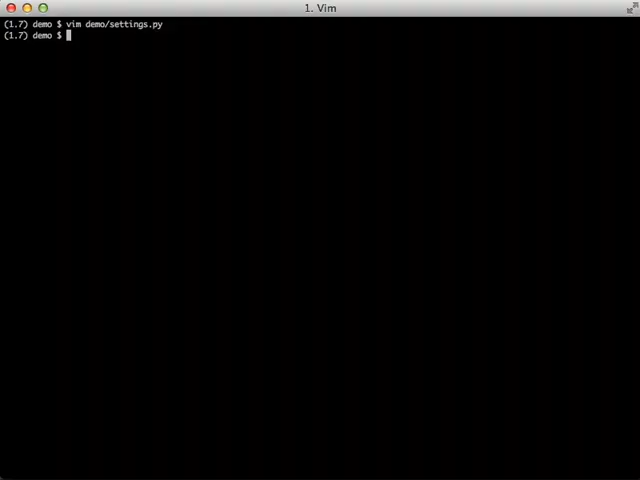 1. Vim
(1.7) demo $ vim demo/settings.py
(1.7) demo $